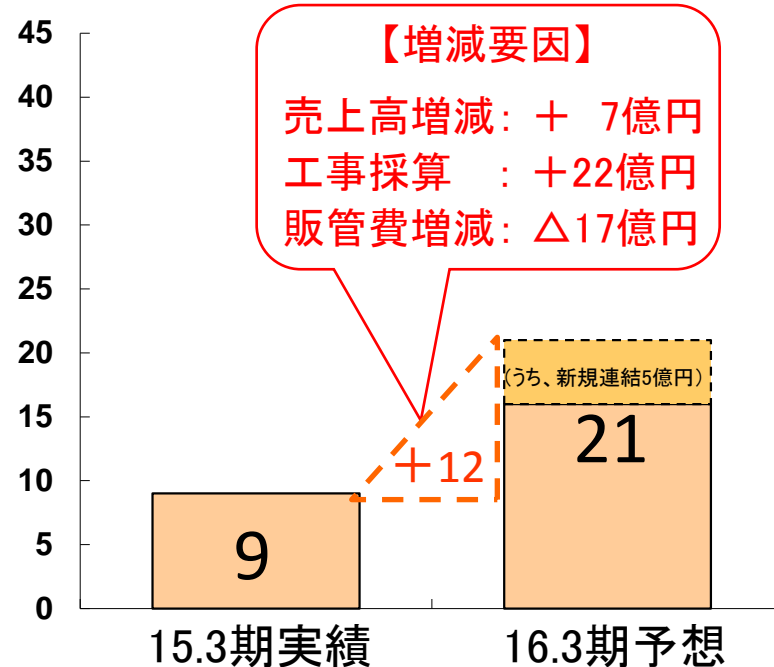 45
40
35
30
25
20
15
10
5
0
【増減要因】
売上高増減: ＋ 7億円
工事採算 : ＋22億円
販管費増減: △17億円
(うち、新規連結5億円)
21
＋12
9
15.3期実績
16.3期予想